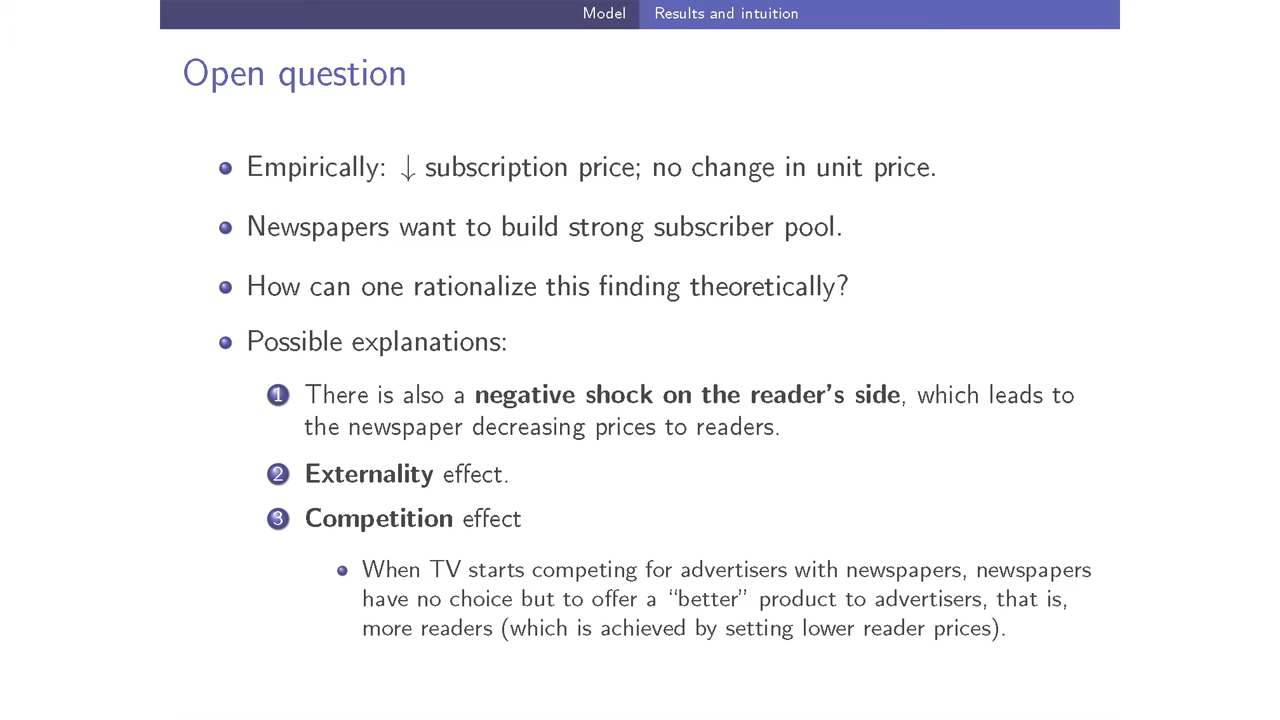 Model Results and intuition
Open question
Empirically: ↓ subscription price; no change in unit price.
Newspapers want to build strong subscriber pool.
How can one rationalize this finding theoretically?
Possible explanations:
1 There is also a negative shock on the reader's side, which leads to
the newspaper decreasing prices to readers.
2 Externality effect.
3 Competition effect
When TV starts competing for advertisers with newspapers, newspapers
have no choice but to offer a “better” product to advertisers, that is,
more readers (which is achieved by setting lower reader prices).